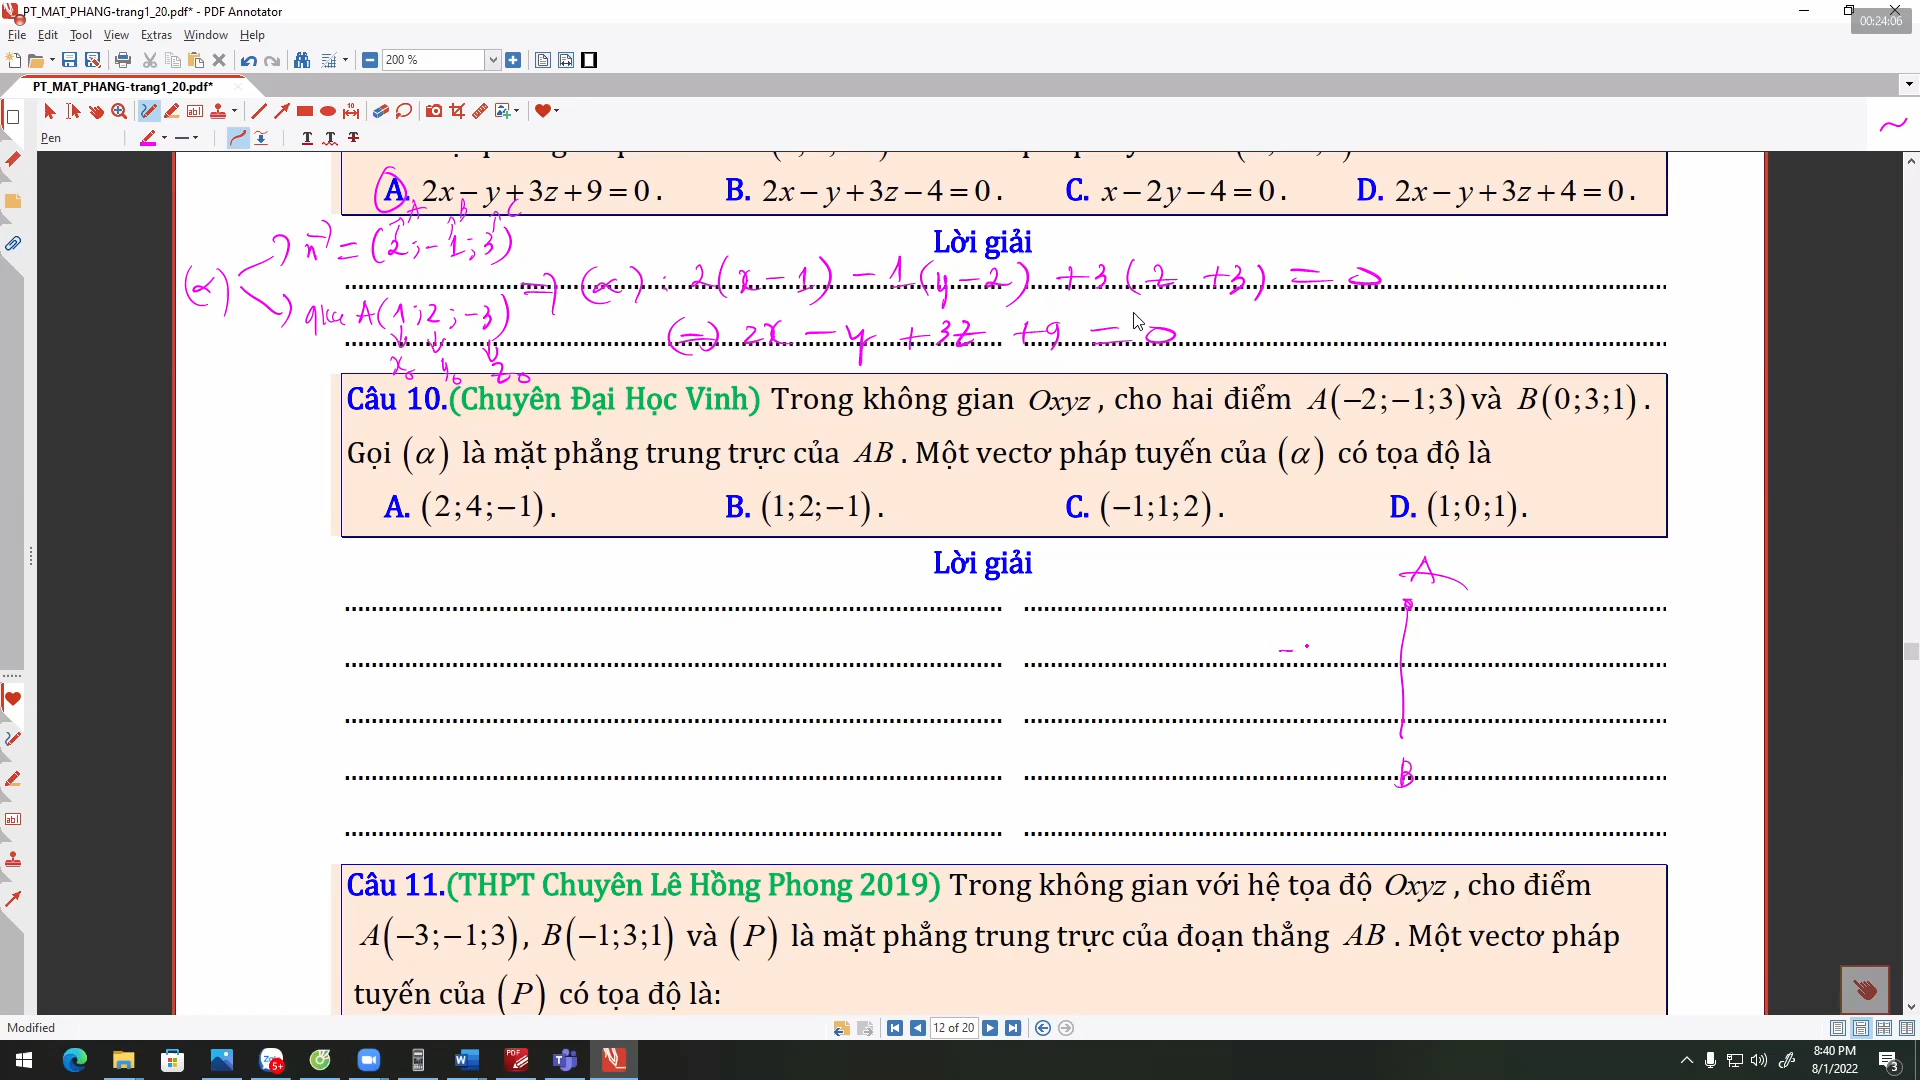 PT_MAT_PHANG-trang1_20.pdf* - PDF Annotator
00:24:06
File Edit Tool View Extras Window Help
200 %
PT_MAT_PHANG-trang1_20.pdf*
Pen
A. 2x − y + 3z + 9 = 0. B. 2x − y + 3z − 4 = 0. C. x − 2y − 4 = 0. D. 2x − y + 3z + 4 = 0.
A B C
Lời giải
(α) n = (2; −1; 3)
qua A(1; 2; −3)
⇒ (α): 2(x − 1) − 1(y − 2) + 3(z + 3) = 0
⇔ 2x − y + 3z + 9 = 0
x₀ y₀ z₀
Câu 10.(Chuyên Đại Học Vinh) Trong không gian Oxyz, cho hai điểm A(−2;−1;3) và B(0;3;1).
Gọi (α) là mặt phẳng trung trực của AB. Một vectơ pháp tuyến của (α) có tọa độ là
A. (2;4;−1). B. (1;2;−1). C. (−1;1;2). D. (1;0;1).
Lời giải
A
B
Câu 11.(THPT Chuyên Lê Hồng Phong 2019) Trong không gian với hệ tọa độ Oxyz, cho điểm
A(−3;−1;3), B(−1;3;1) và (P) là mặt phẳng trung trực của đoạn thẳng AB. Một vectơ pháp
tuyến của (P) có tọa độ là:
Modified
12 of 20
8:40 PM
8/1/2022